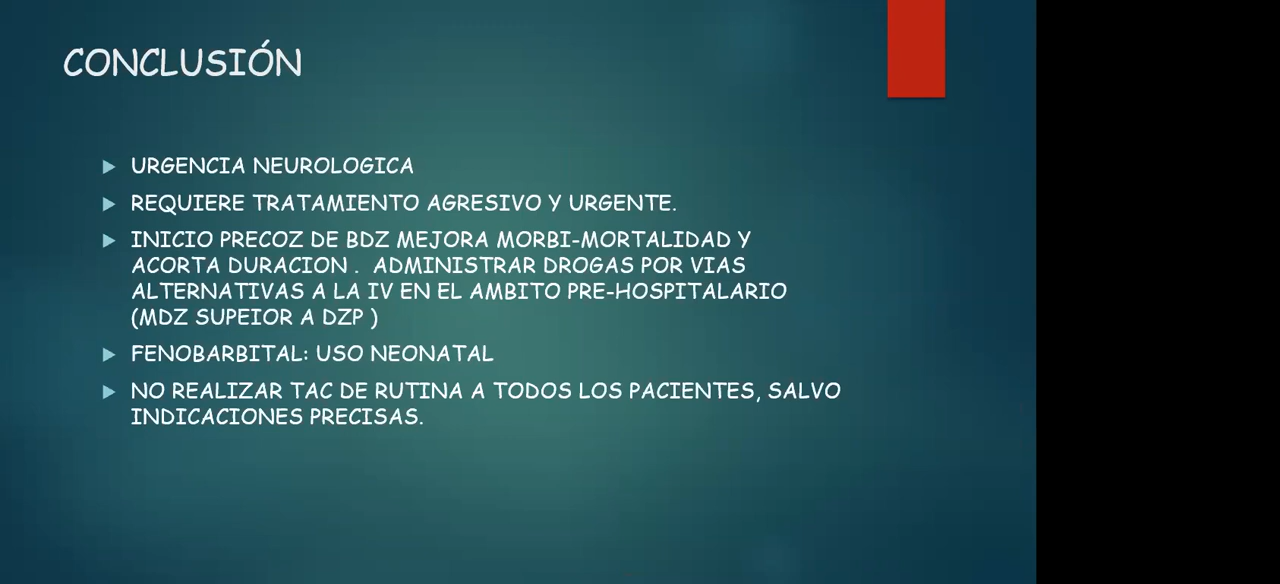 CONCLUSIÓN
URGENCIA NEUROLOGICA
REQUIERE TRATAMIENTO AGRESIVO Y URGENTE.
INICIO PRECOZ DE BDZ MEJORA MORBI-MORTALIDAD Y
ACORTA DURACION . ADMINISTRAR DROGAS POR VIAS
ALTERNATIVAS A LA IV EN EL AMBITO PRE-HOSPITALARIO
(MDZ SUPEIOR A DZP )
FENOBARBITAL: USO NEONATAL
NO REALIZAR TAC DE RUTINA A TODOS LOS PACIENTES, SALVO
INDICACIONES PRECISAS.